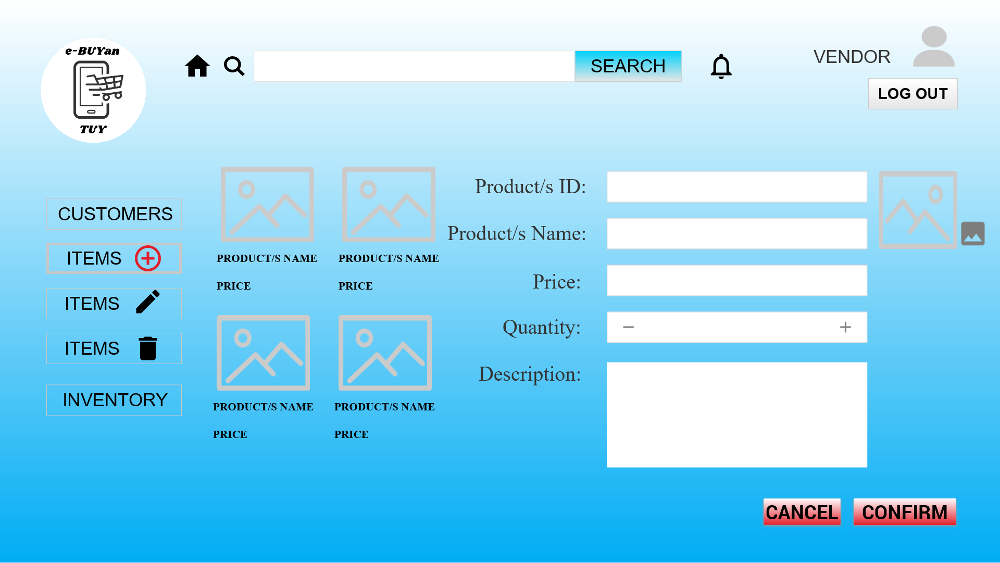 e-BUYan
TUY
SEARCH
VENDOR
LOG OUT
CUSTOMERS
ITEMS
ITEMS
ITEMS
INVENTORY
PRODUCT/S NAME
PRICE
PRODUCT/S NAME
PRICE
PRODUCT/S NAME
PRICE
PRODUCT/S NAME
PRICE
Product/s ID:
Product/s Name:
Price:
Quantity:
Description:
CANCEL
CONFIRM